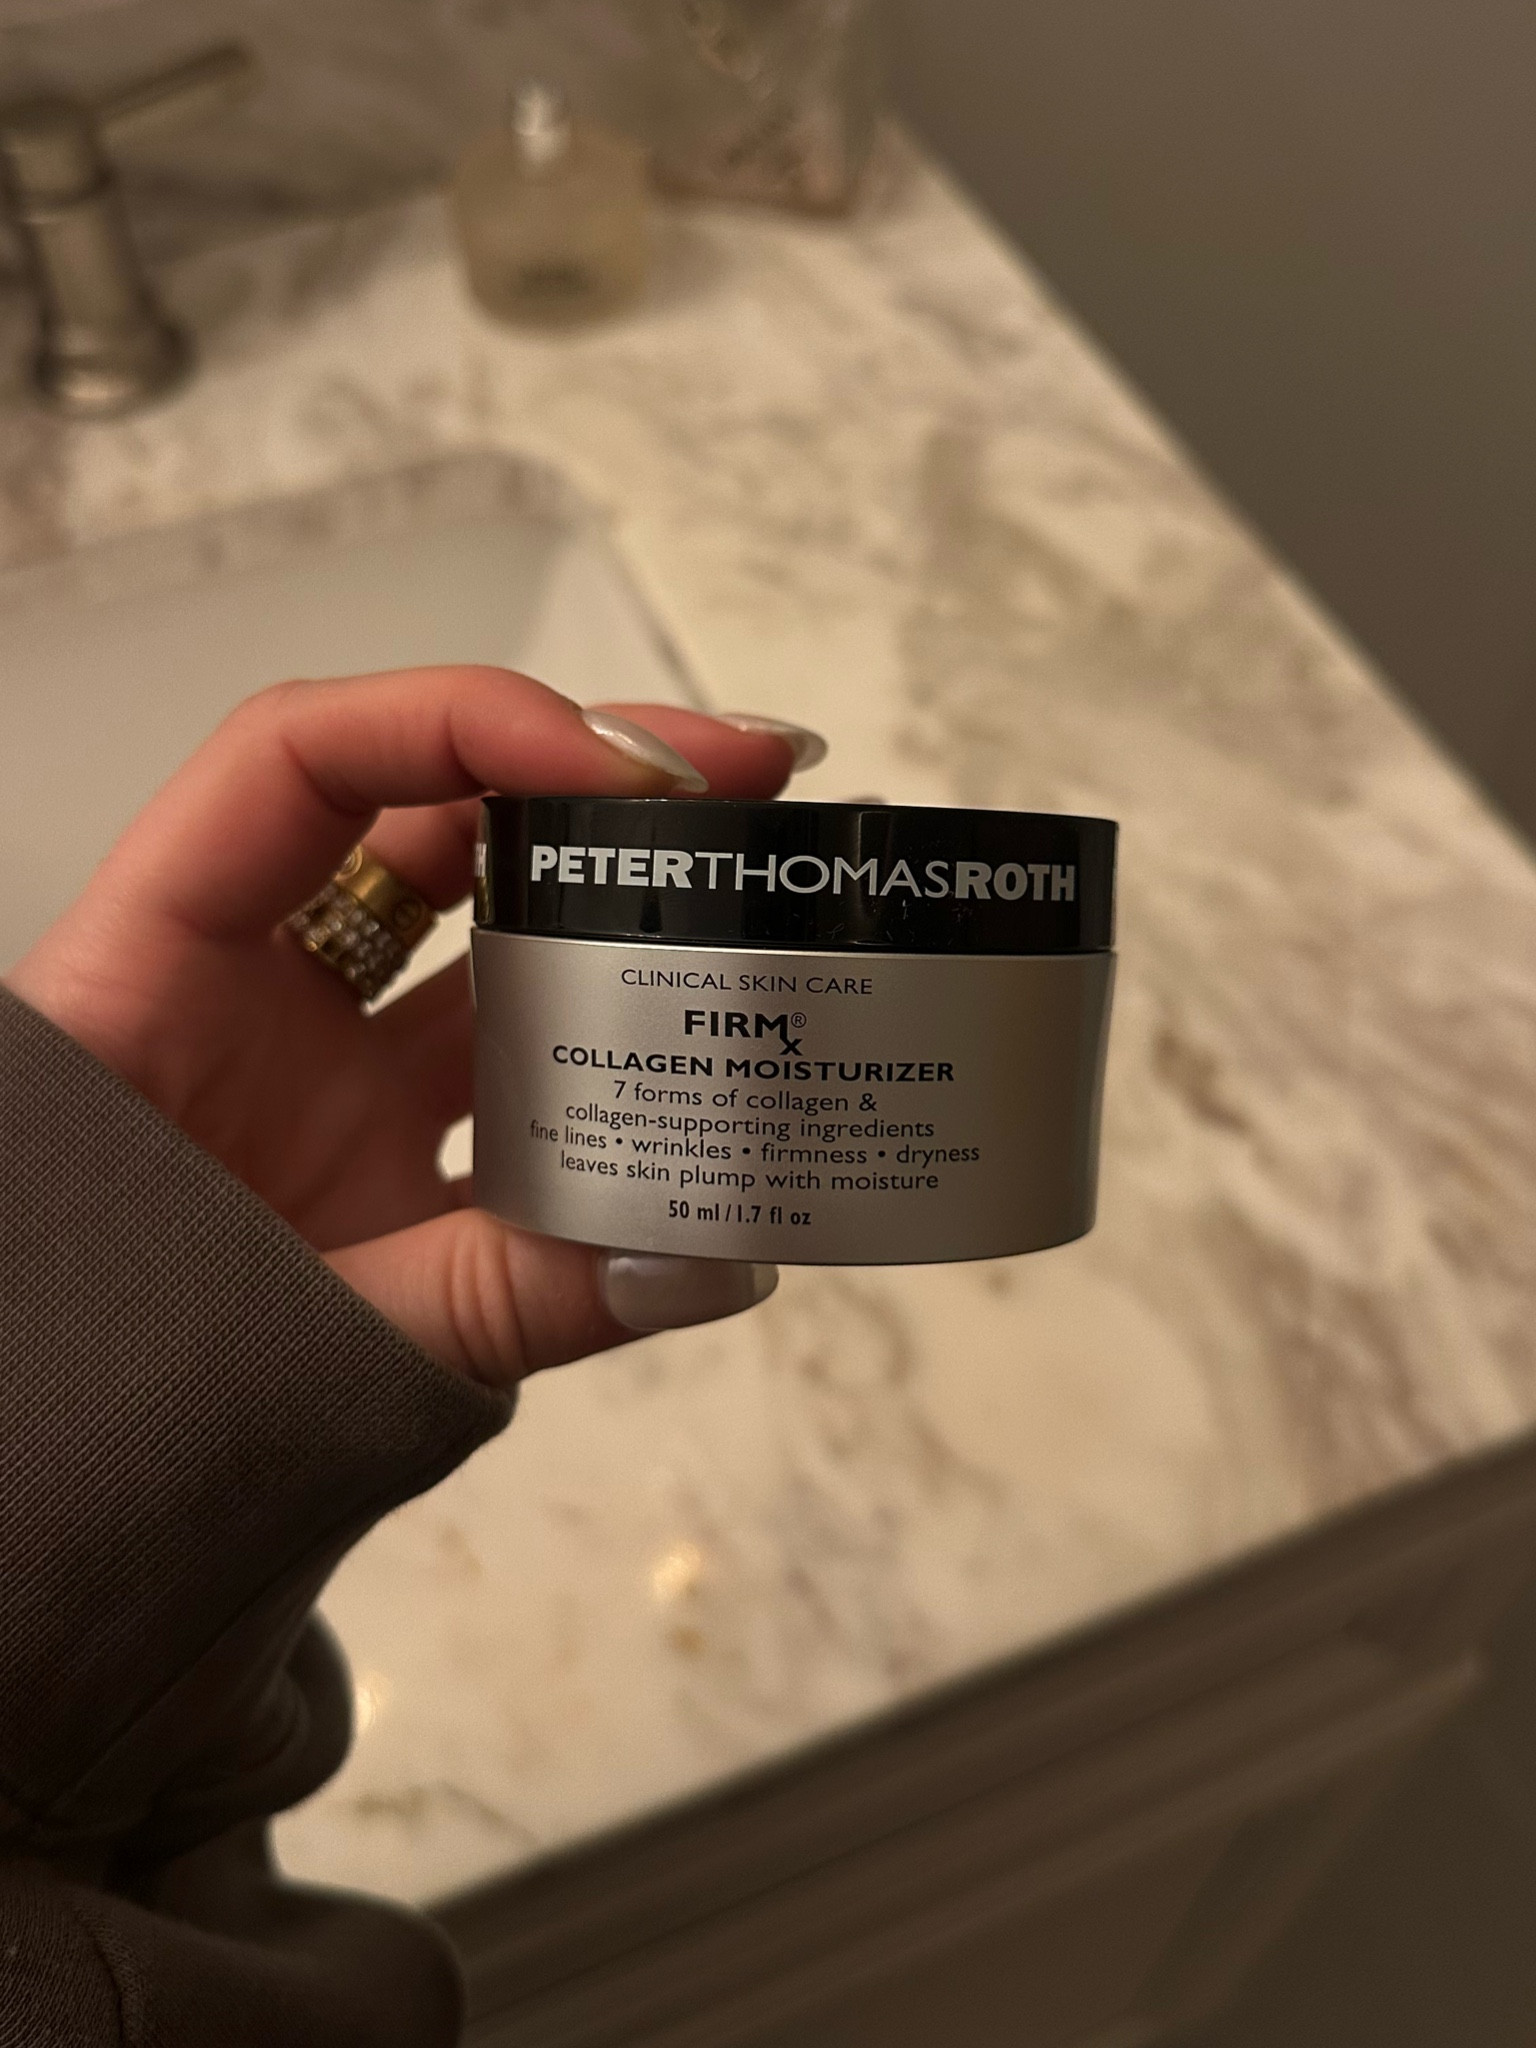 PETERTHOMASROTH
CLINICAL SKIN CARE
FIRMx®
COLLAGEN MOISTURIZER
7 forms of collagen &
collagen-supporting ingredients
fine lines • wrinkles • firmness • dryness
leaves skin plump with moisture
50 ml / 1.7 fl oz